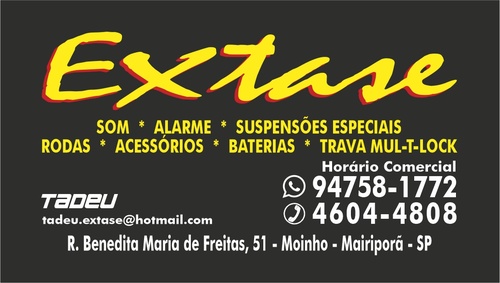 Extase
SOM * ALARME * SUSPENSÕES ESPECIAIS
RODAS * ACESSÓRIOS * BATERIAS * TRAVA MUL-T-LOCK
Horário Comercial
94758-1772
TADEU
tadeu.extase@hotmail.com
4604-4808
R. Benedita Maria de Freitas, 51 - Moinho - Mairiporã - SP